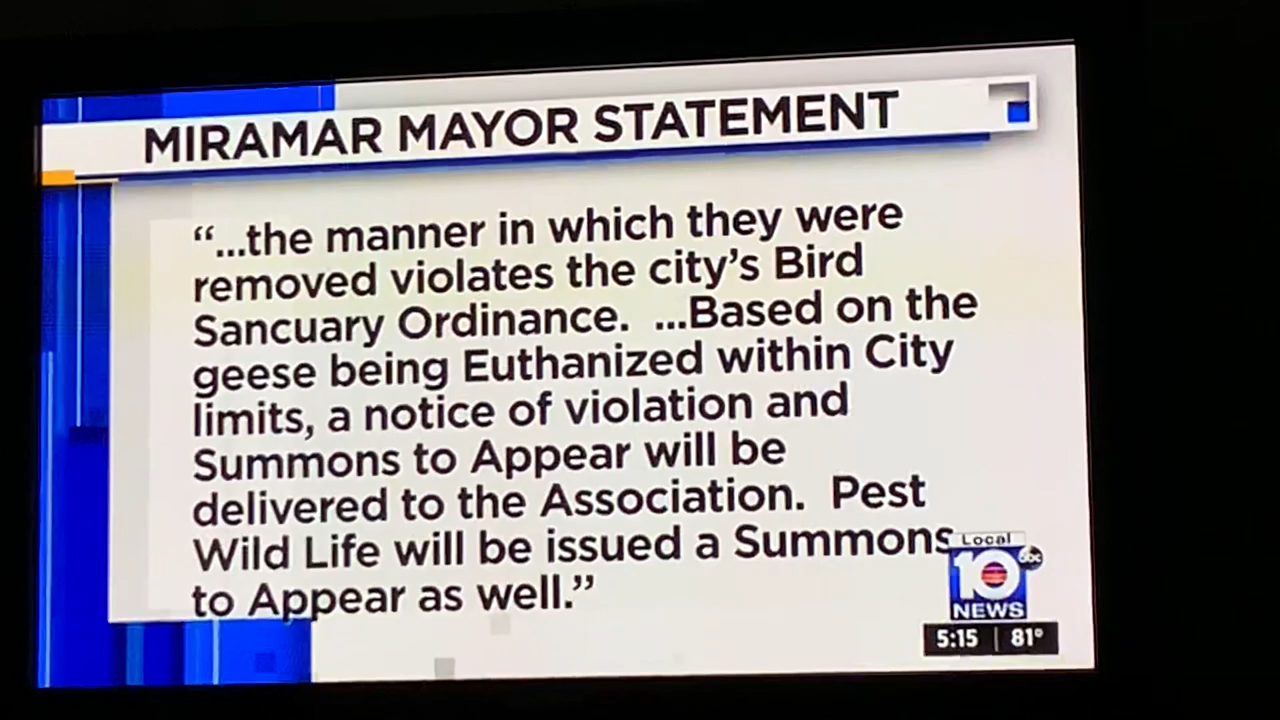 MIRAMAR MAYOR STATEMENT
“...the manner in which they were
removed violates the city’s Bird
Sancuary Ordinance. ...Based on the
geese being Euthanized within City
limits, a notice of violation and
Summons to Appear will be
delivered to the Association. Pest
Wild Life will be issued a Summons
to Appear as well.”
Local
10
abc
NEWS
5:15 | 81°